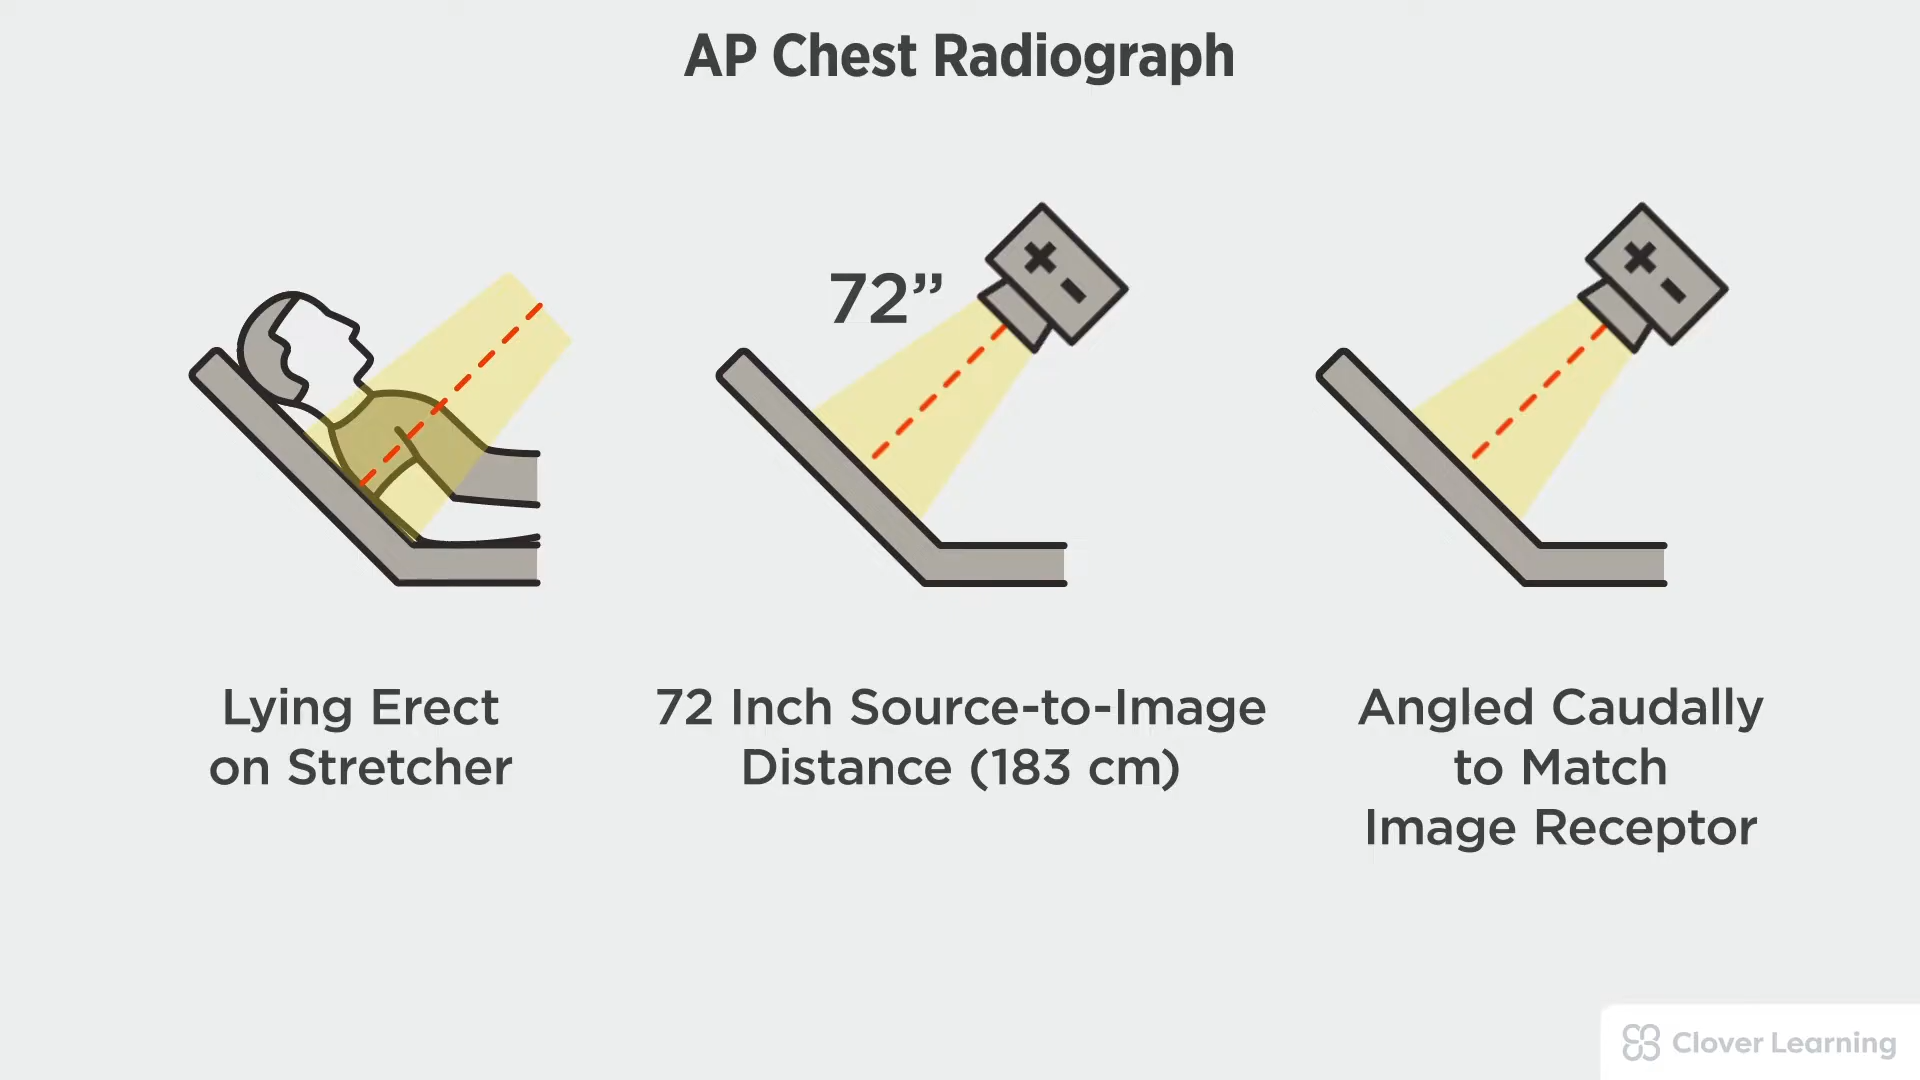 AP Chest Radiograph
72”
Lying Erect
on Stretcher
72 Inch Source-to-Image
Distance (183 cm)
Angled Caudally
to Match
Image Receptor
Clover Learning